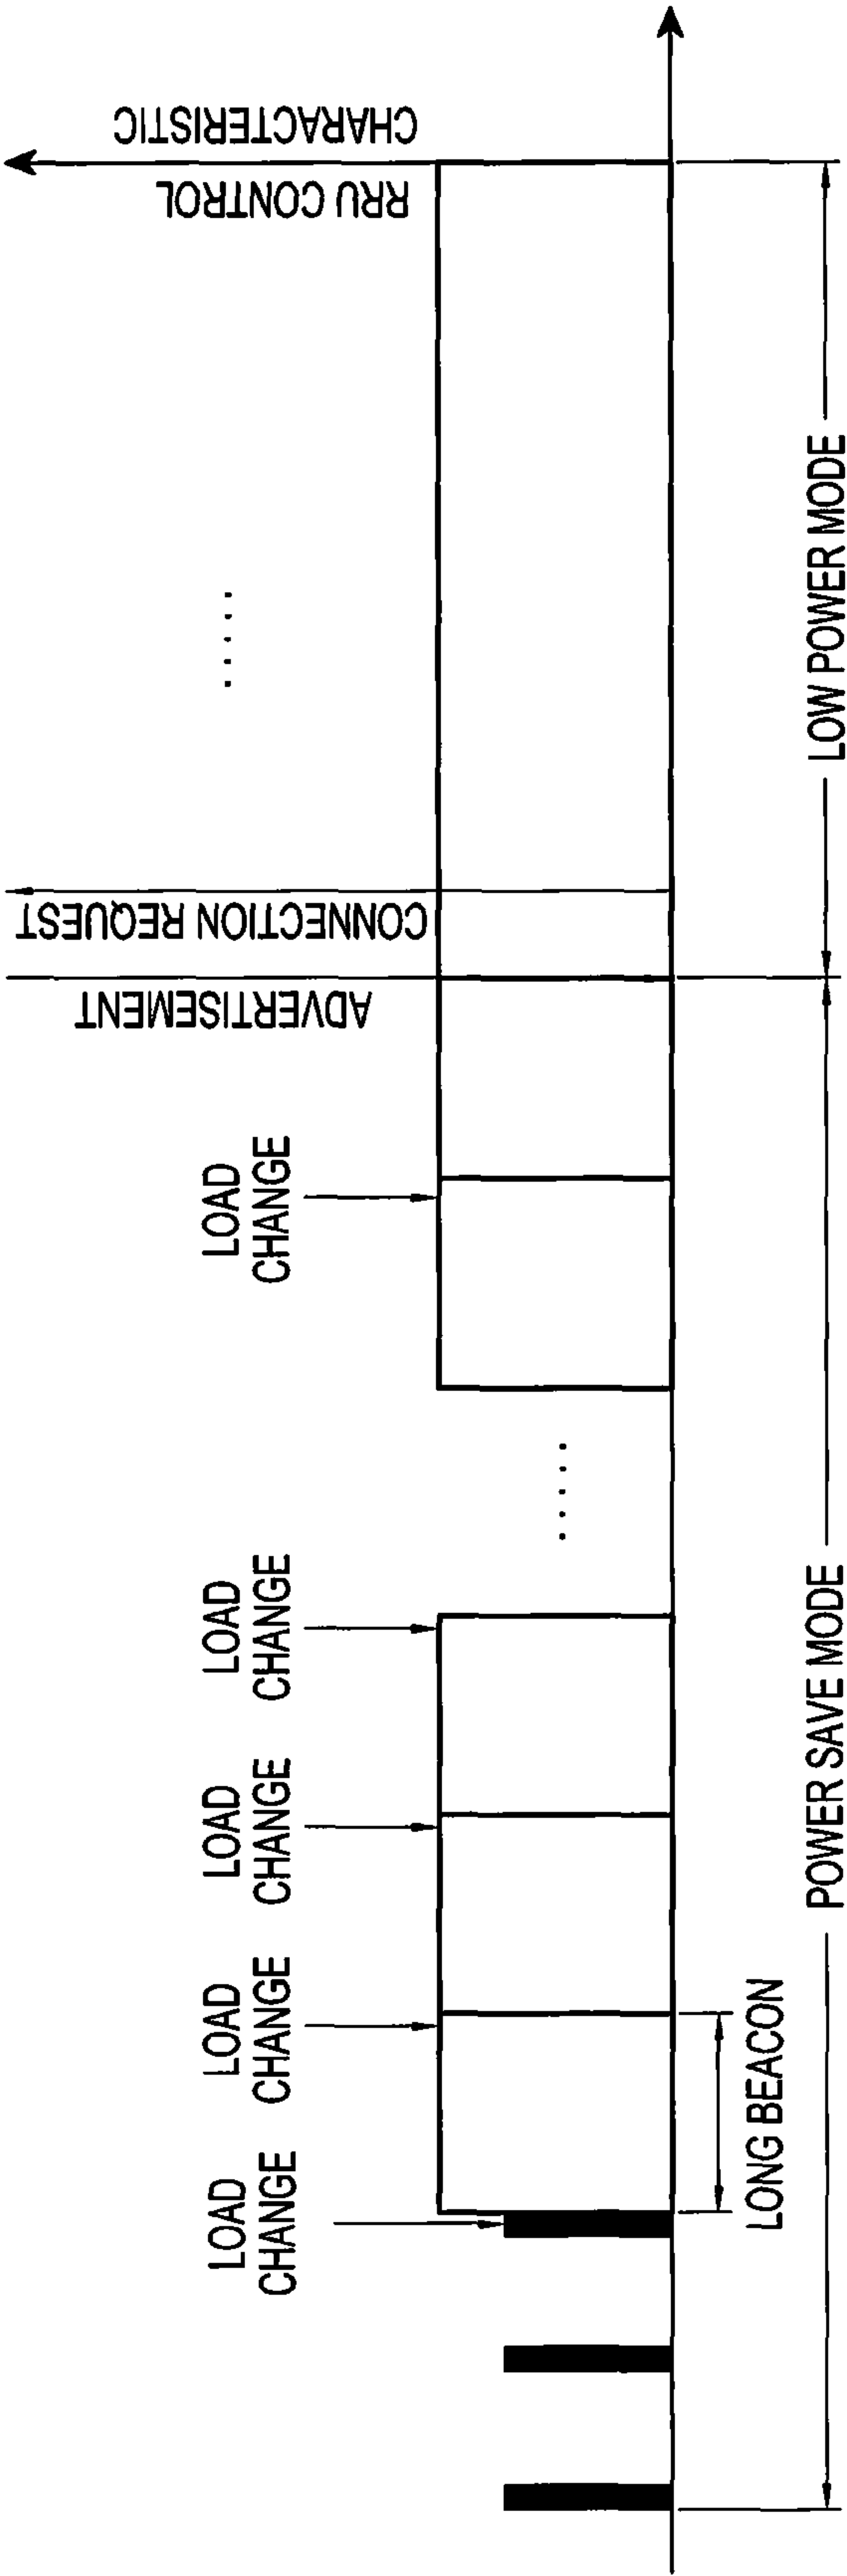 LOAD
CHANGE
LOAD
CHANGE
LOAD
CHANGE
LOAD
CHANGE
LOAD
CHANGE
ADVERTISEMENT
CONNECTION REQUEST
RRU CONTROL
CHARACTERISTIC
.....
.....
LONG BEACON
POWER SAVE MODE
LOW POWER MODE